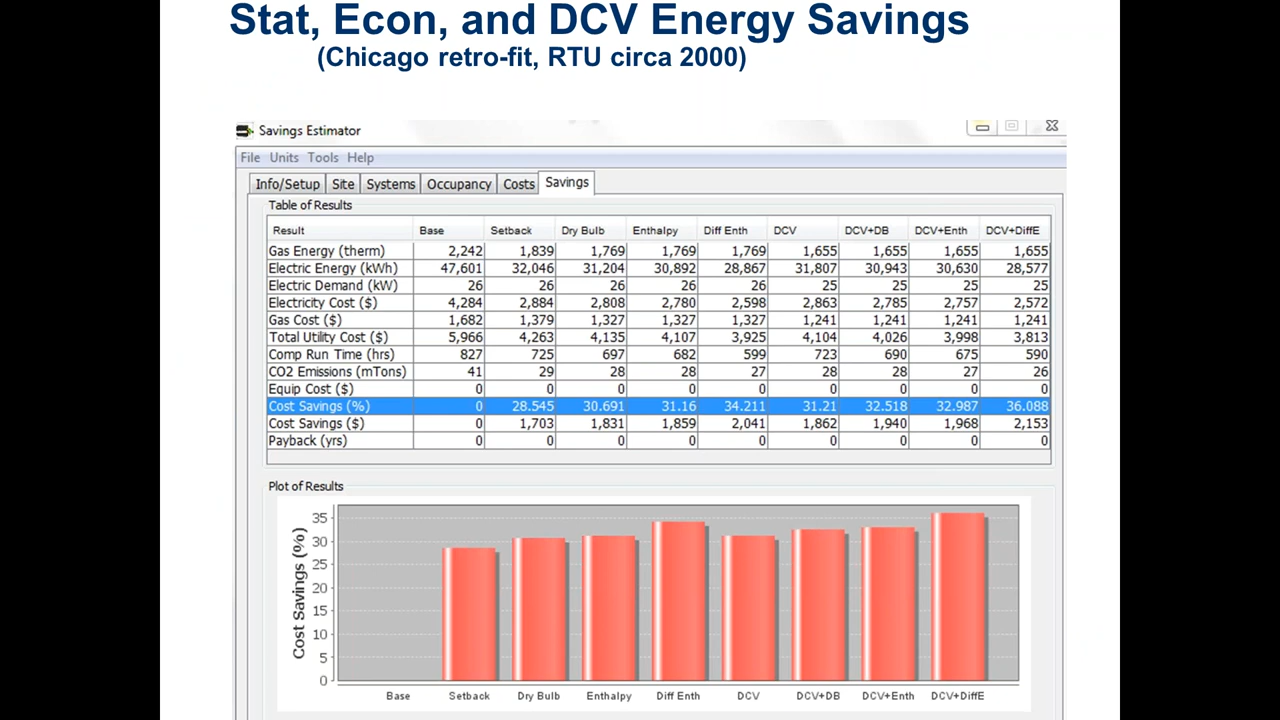 Stat, Econ, and DCV Energy Savings
(Chicago retro-fit, RTU circa 2000)
Savings Estimator
File Units Tools Help
Info/Setup Site Systems Occupancy Costs Savings
Table of Results
Result Base Setback Dry Bulb Enthalpy Diff Enth DCV DCV+DB DCV+Enth DCV+DiffE
Gas Energy (therm) 2,242 1,839 1,769 1,769 1,769 1,655 1,655 1,655 1,655
Electric Energy (kWh) 47,601 32,046 31,204 30,892 28,867 31,807 30,943 30,630 28,577
Electric Demand (kW) 26 26 26 26 26 25 25 25 25
Electricity Cost ($) 4,284 2,884 2,808 2,780 2,598 2,863 2,785 2,757 2,572
Gas Cost ($) 1,682 1,379 1,327 1,327 1,327 1,241 1,241 1,241 1,241
Total Utility Cost ($) 5,966 4,263 4,135 4,107 3,925 4,104 4,026 3,998 3,813
Comp Run Time (hrs) 827 725 697 682 599 723 690 675 590
CO2 Emissions (mTons) 41 29 28 28 27 28 28 27 26
Equip Cost ($) 0 0 0 0 0 0 0 0 0
Cost Savings (%) 0 28.545 30.691 31.16 34.211 31.21 32.518 32.987 36.088
Cost Savings ($) 0 1,703 1,831 1,859 2,041 1,862 1,940 1,968 2,153
Payback (yrs) 0 0 0 0 0 0 0 0 0
Plot of Results
Cost Savings (%)
35
30
25
20
15
10
5
0
Base Setback Dry Bulb Enthalpy Diff Enth DCV DCV+DB DCV+Enth DCV+DiffE